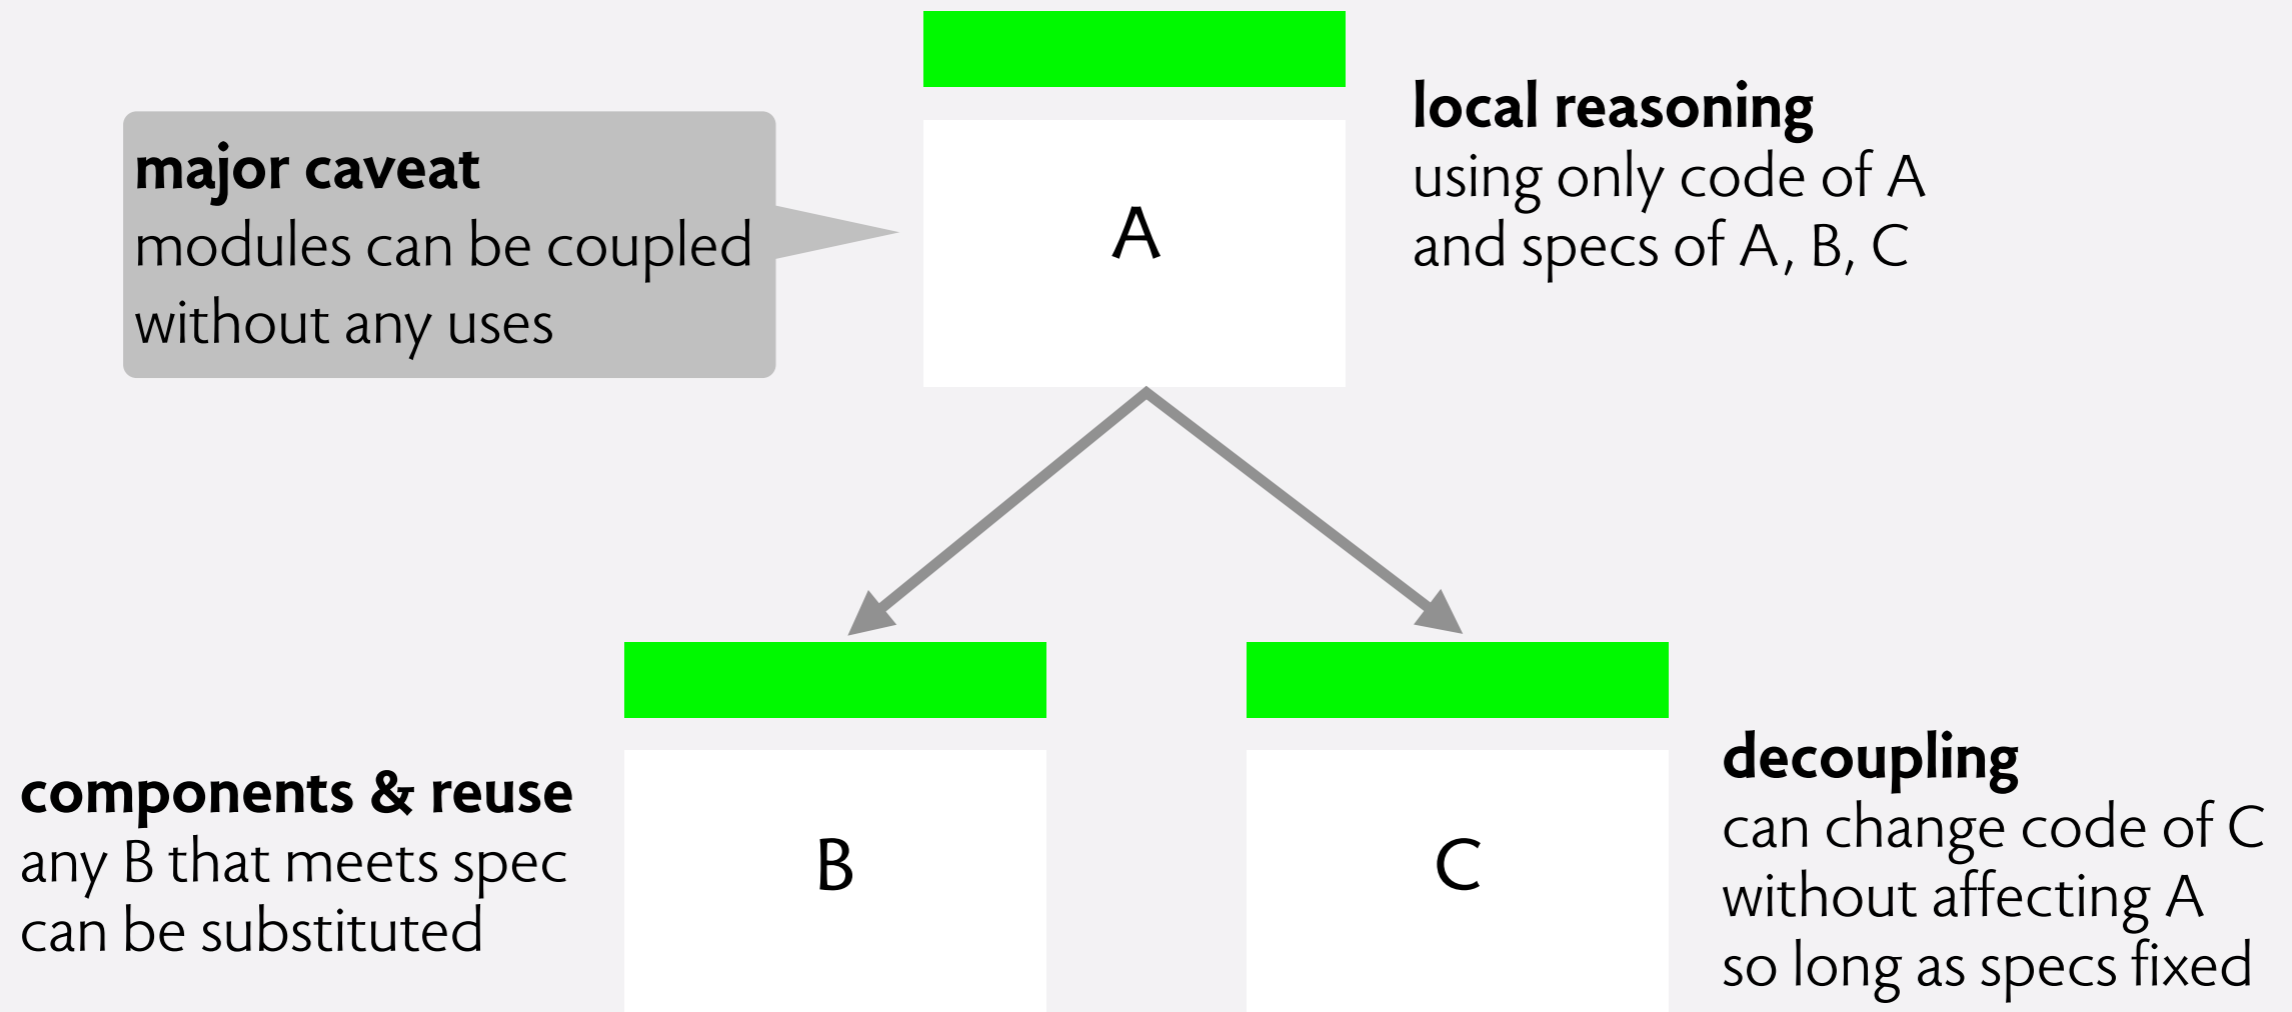 major caveat
modules can be coupled
without any uses
A
local reasoning
using only code of A
and specs of A, B, C
components & reuse
any B that meets spec
can be substituted
B
C
decoupling
can change code of C
without affecting A
so long as specs fixed